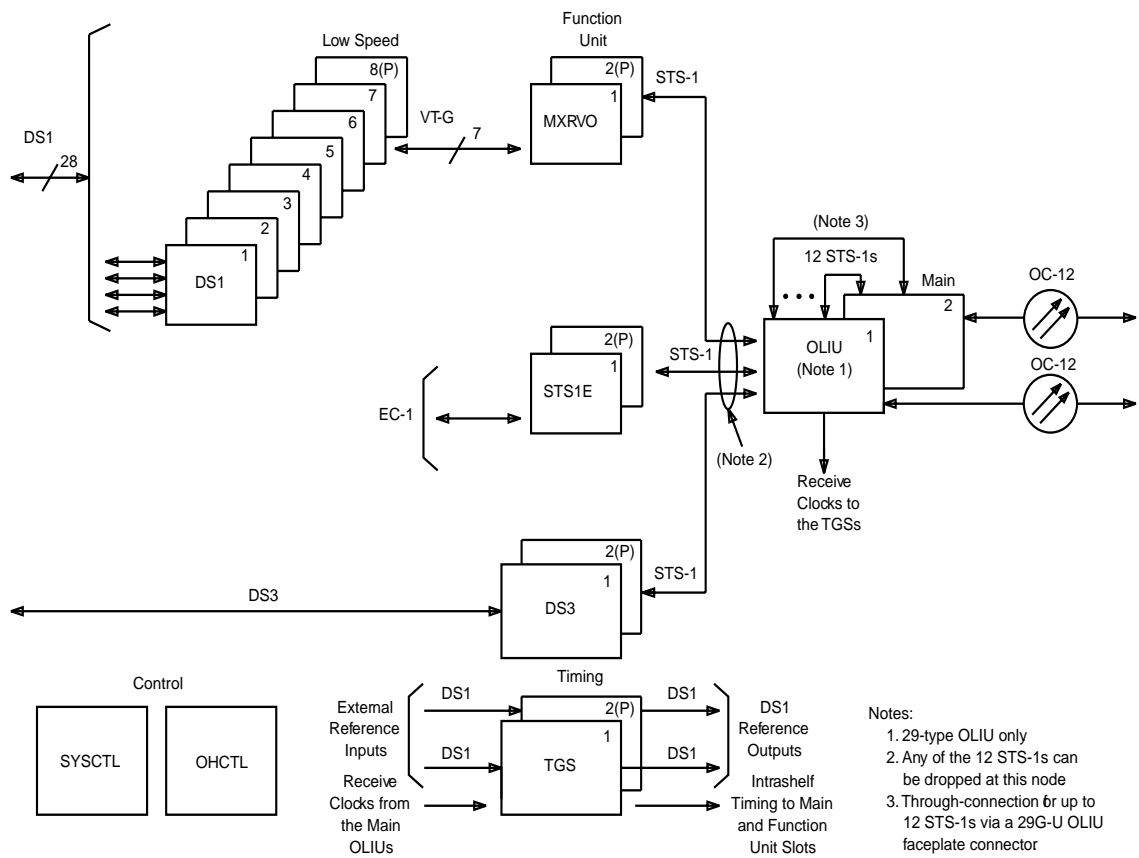 Function
Unit
Low Speed
8(P)
7
6
5
4
3
2
1
DS1
DS1
28
VT-G
7
2(P)
1
MXRVO
STS-1
(Note 3)
12 STS-1s
Main
2
1
OLIU
(Note 1)
OC-12
OC-12
2(P)
1
STS1E
STS-1
EC-1
(Note 2)
Receive
Clocks to
the TGSs
2(P)
1
DS3
STS-1
DS3
Control
SYSCTL
OHCTL
Timing
External
Reference
Inputs
DS1
DS1
2(P)
1
TGS
DS1
DS1
DS1
Reference
Outputs
Receive
Clocks from
the Main
OLIUs
Intrashelf
Timing to Main
and Function
Unit Slots
Notes:
1. 29-type OLIU only
2. Any of the 12 STS-1s can
be dropped at this node
3. Through-connection for up to
12 STS-1s via a 29G-U OLIU
faceplate connector